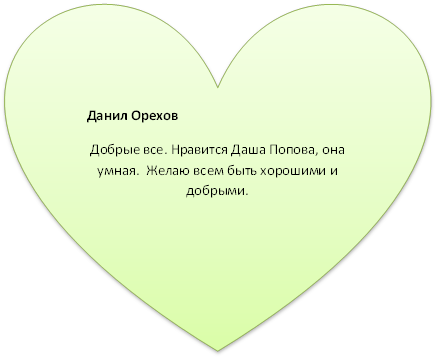 Данил Орехов
Добрые все. Нравится Даша Попова, она
умная.  Желаю всем быть хорошими и
добрыми.